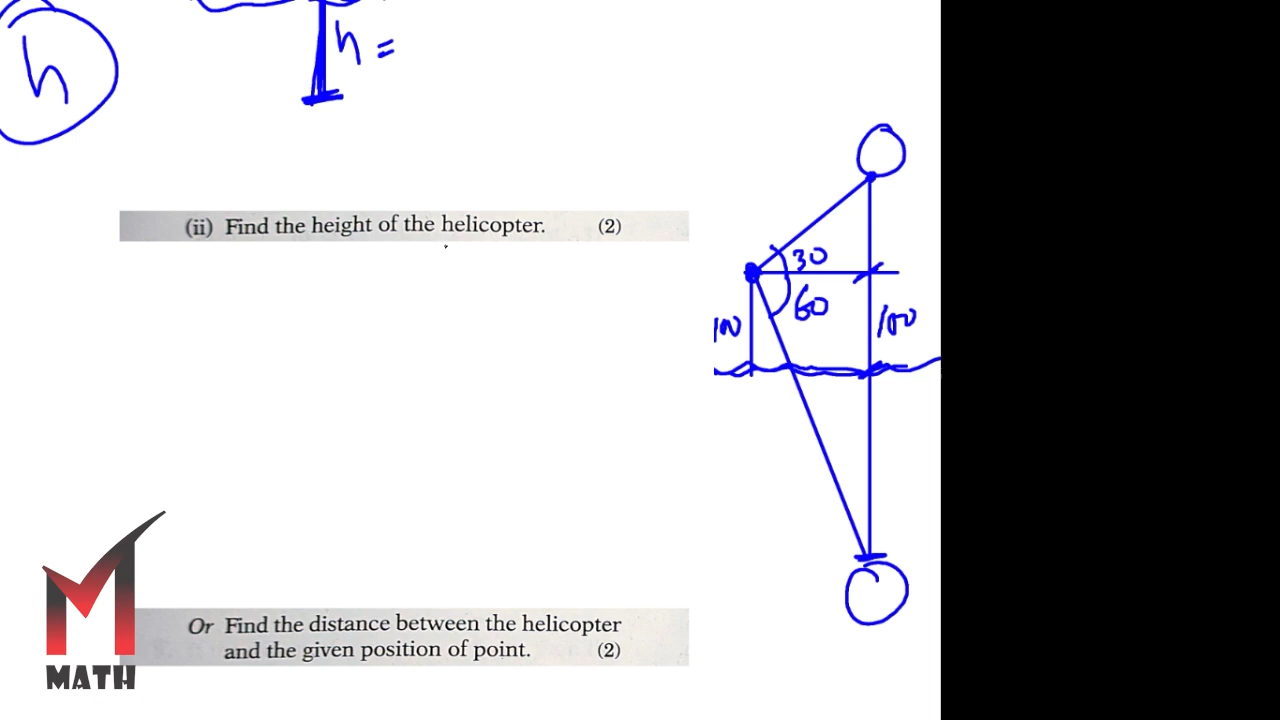 h
h =
(ii) Find the height of the helicopter. (2)
30
60
100
100
Or Find the distance between the helicopter
and the given position of point. (2)
MATH